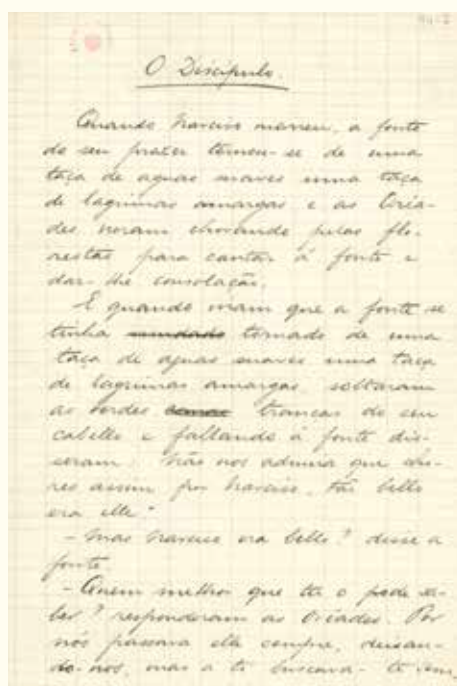 O Discipulo.
Quando Narciso morreu, a fonte
do seu prazer tornou-se de uma
taça de aguas suaves uma taça
de lagrimas amargas e as Oréa-
des vieram chorando pelas flo-
restas para cantar á fonte e
dar-lhe consolação.
E quando viram que a fonte se
tinha mudado tornado de uma
taça de aguas suaves uma taça
de lagrimas amargas, soltaram
as verdes tranças do seu
cabello e fallando á fonte dis-
seram: Não nos admira que cho-
res assim por Narciso, tão bello
era elle."
- Mas Narciso era bello? disse a
fonte.
- Quem melhor que tu o pode sa-
ber? responderam as Oréades. Por
nós passava elle sempre, deixan-
do-nos, mas a ti buscava-te, e em